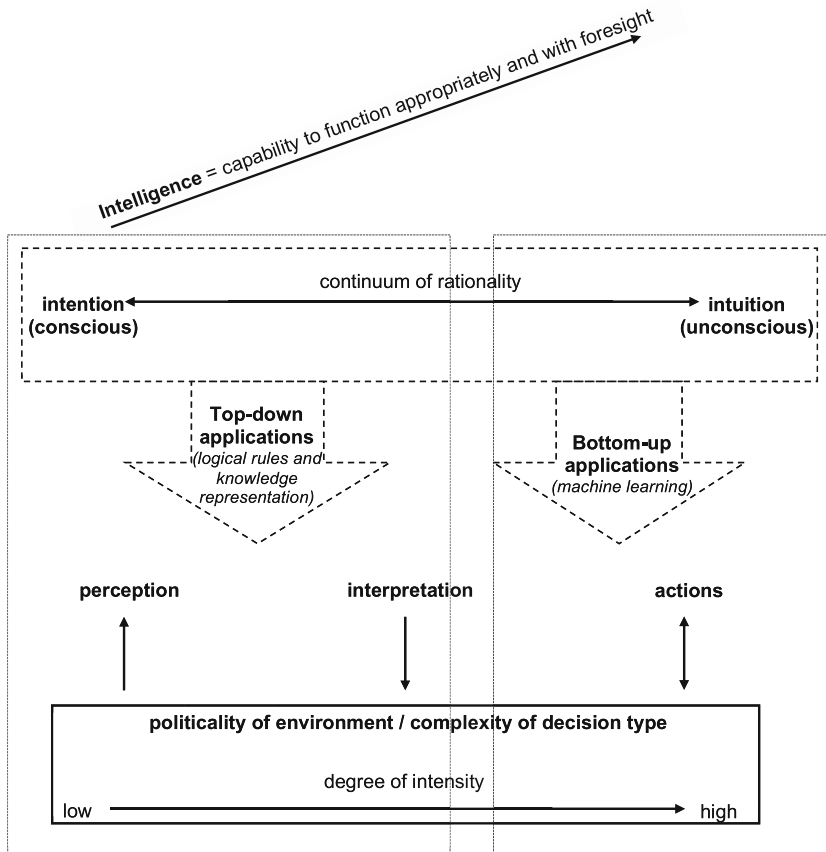 Intelligence = capability to function appropriately and with foresight
continuum of rationality
intention
(conscious)
intuition
(unconscious)
Top-down
applications
(logical rules and
knowledge
representation)
Bottom-up
applications
(machine learning)
perception
interpretation
actions
politicality of environment / complexity of decision type
degree of intensity
low
high